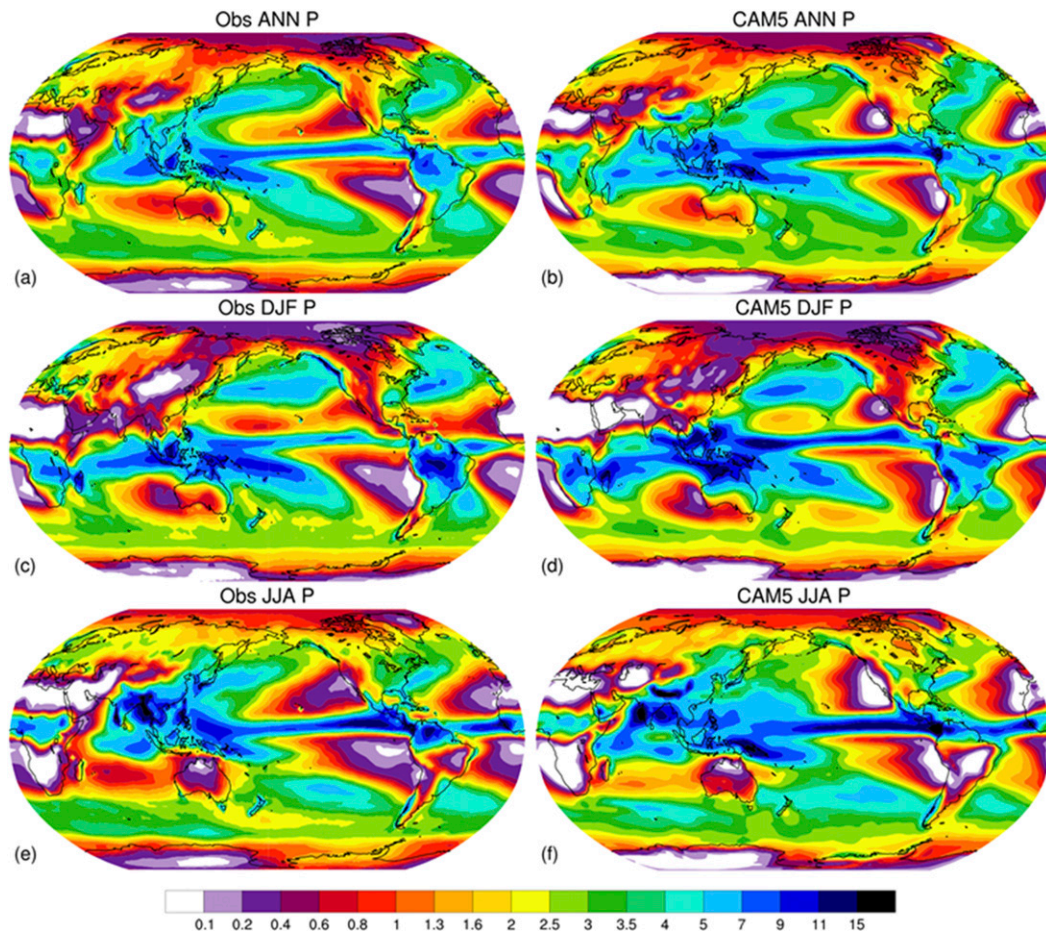 Obs ANN P
CAM5 ANN P
(a)
(b)
Obs DJF P
CAM5 DJF P
(c)
(d)
Obs JJA P
CAM5 JJA P
(e)
(f)
0.1 0.2 0.4 0.6 0.8 1 1.3 1.6 2 2.5 3 3.5 4 5 7 9 11 15